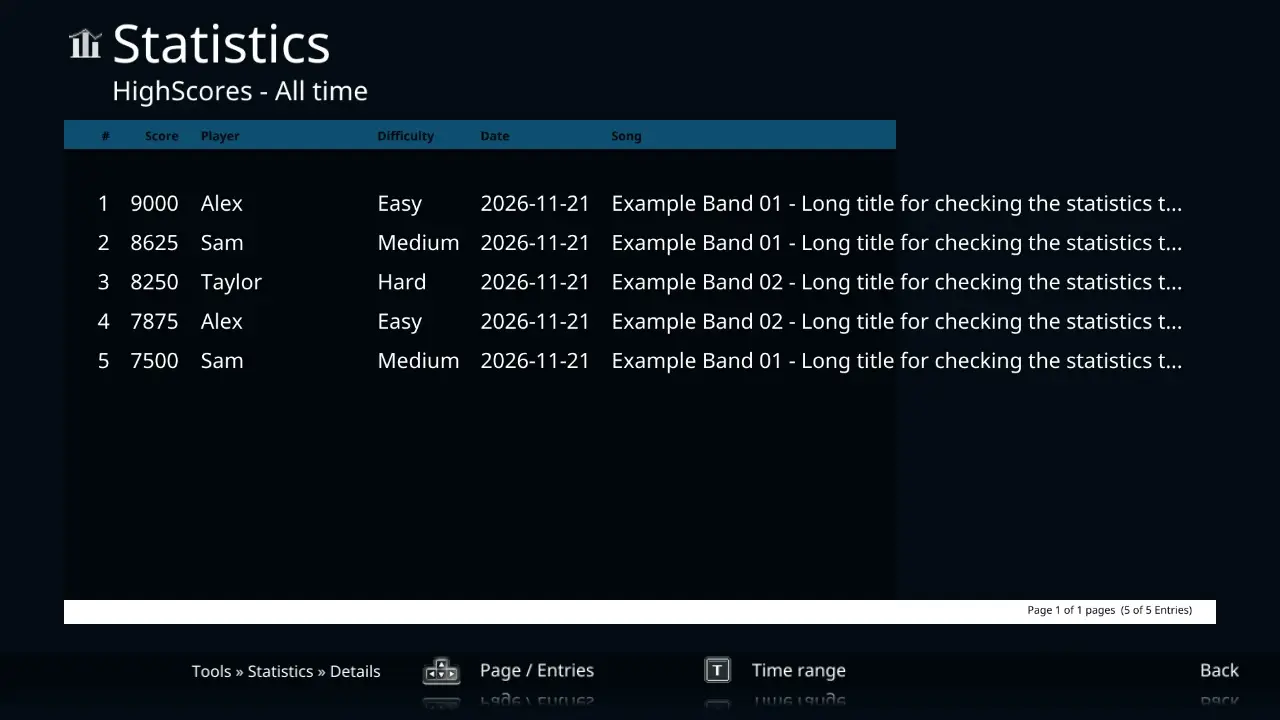 Statistics
HighScores - All time
# Score Player Difficulty Date Song
1 9000 Alex Easy 2026-11-21 Example Band 01 - Long title for checking the statistics t...
2 8625 Sam Medium 2026-11-21 Example Band 01 - Long title for checking the statistics t...
3 8250 Taylor Hard 2026-11-21 Example Band 02 - Long title for checking the statistics t...
4 7875 Alex Easy 2026-11-21 Example Band 02 - Long title for checking the statistics t...
5 7500 Sam Medium 2026-11-21 Example Band 01 - Long title for checking the statistics t...
Page 1 of 1 pages (5 of 5 Entries)
Tools » Statistics » Details Page / Entries T Time range Back